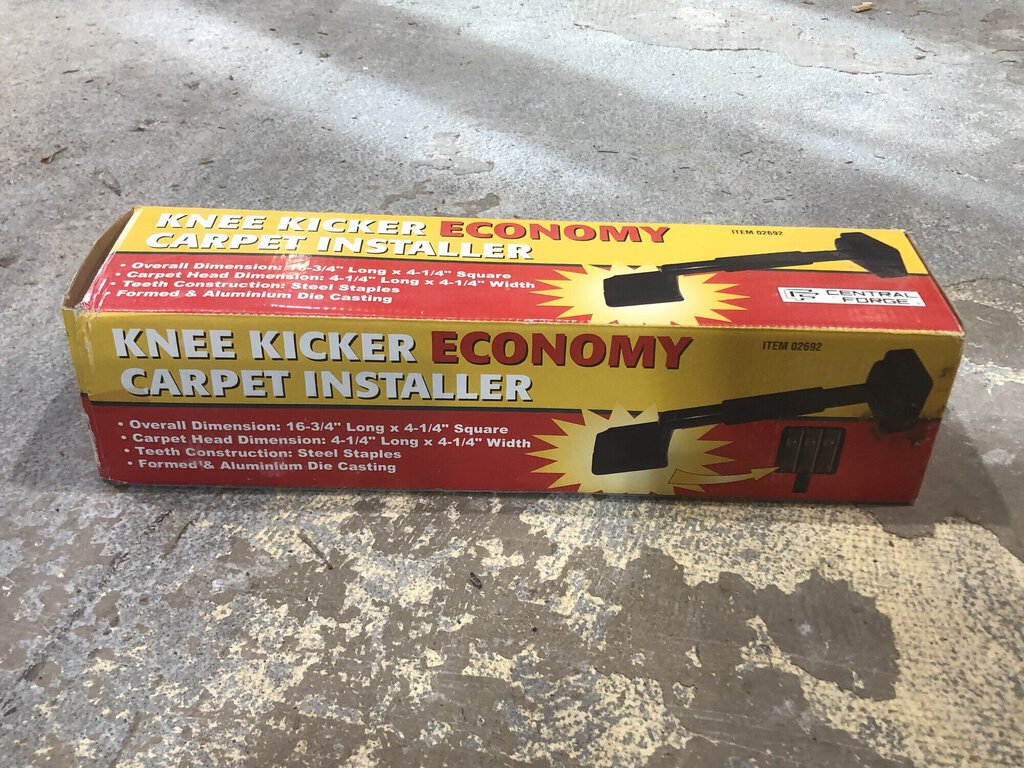 KNEE KICKER ECONOMY
CARPET INSTALLER
ITEM 02692
• Overall Dimension: 16-3/4" Long x 4-1/4" Square
• Carpet Head Dimension: 4-1/4" Long x 4-1/4" Width
• Teeth Construction: Steel Staples
• Formed & Aluminium Die Casting
CENTRAL
FORGE
KNEE KICKER ECONOMY
CARPET INSTALLER
ITEM 02692
• Overall Dimension: 16-3/4" Long x 4-1/4" Square
• Carpet Head Dimension: 4-1/4" Long x 4-1/4" Width
• Teeth Construction: Steel Staples
• Formed & Aluminium Die Casting